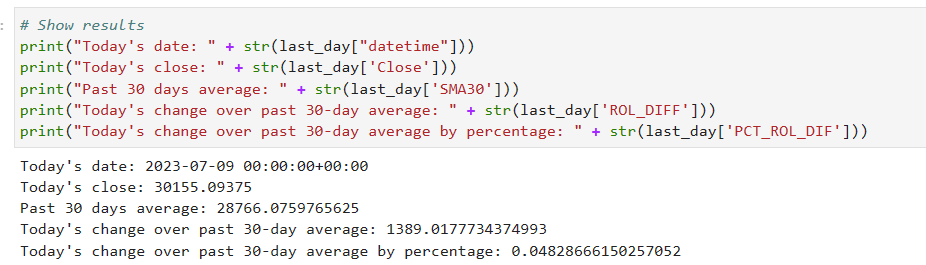 :
# Show results
print("Today's date: " + str(last_day["datetime"]))
print("Today's close: " + str(last_day['Close']))
print("Past 30 days average: " + str(last_day['SMA30']))
print("Today's change over past 30-day average: " + str(last_day['ROL_DIFF']))
print("Today's change over past 30-day average by percentage: " + str(last_day['PCT_ROL_DIF']))
Today's date: 2023-07-09 00:00:00+00:00
Today's close: 30155.09375
Past 30 days average: 28766.0759765625
Today's change over past 30-day average: 1389.0177734374993
Today's change over past 30-day average by percentage: 0.04828666150257052